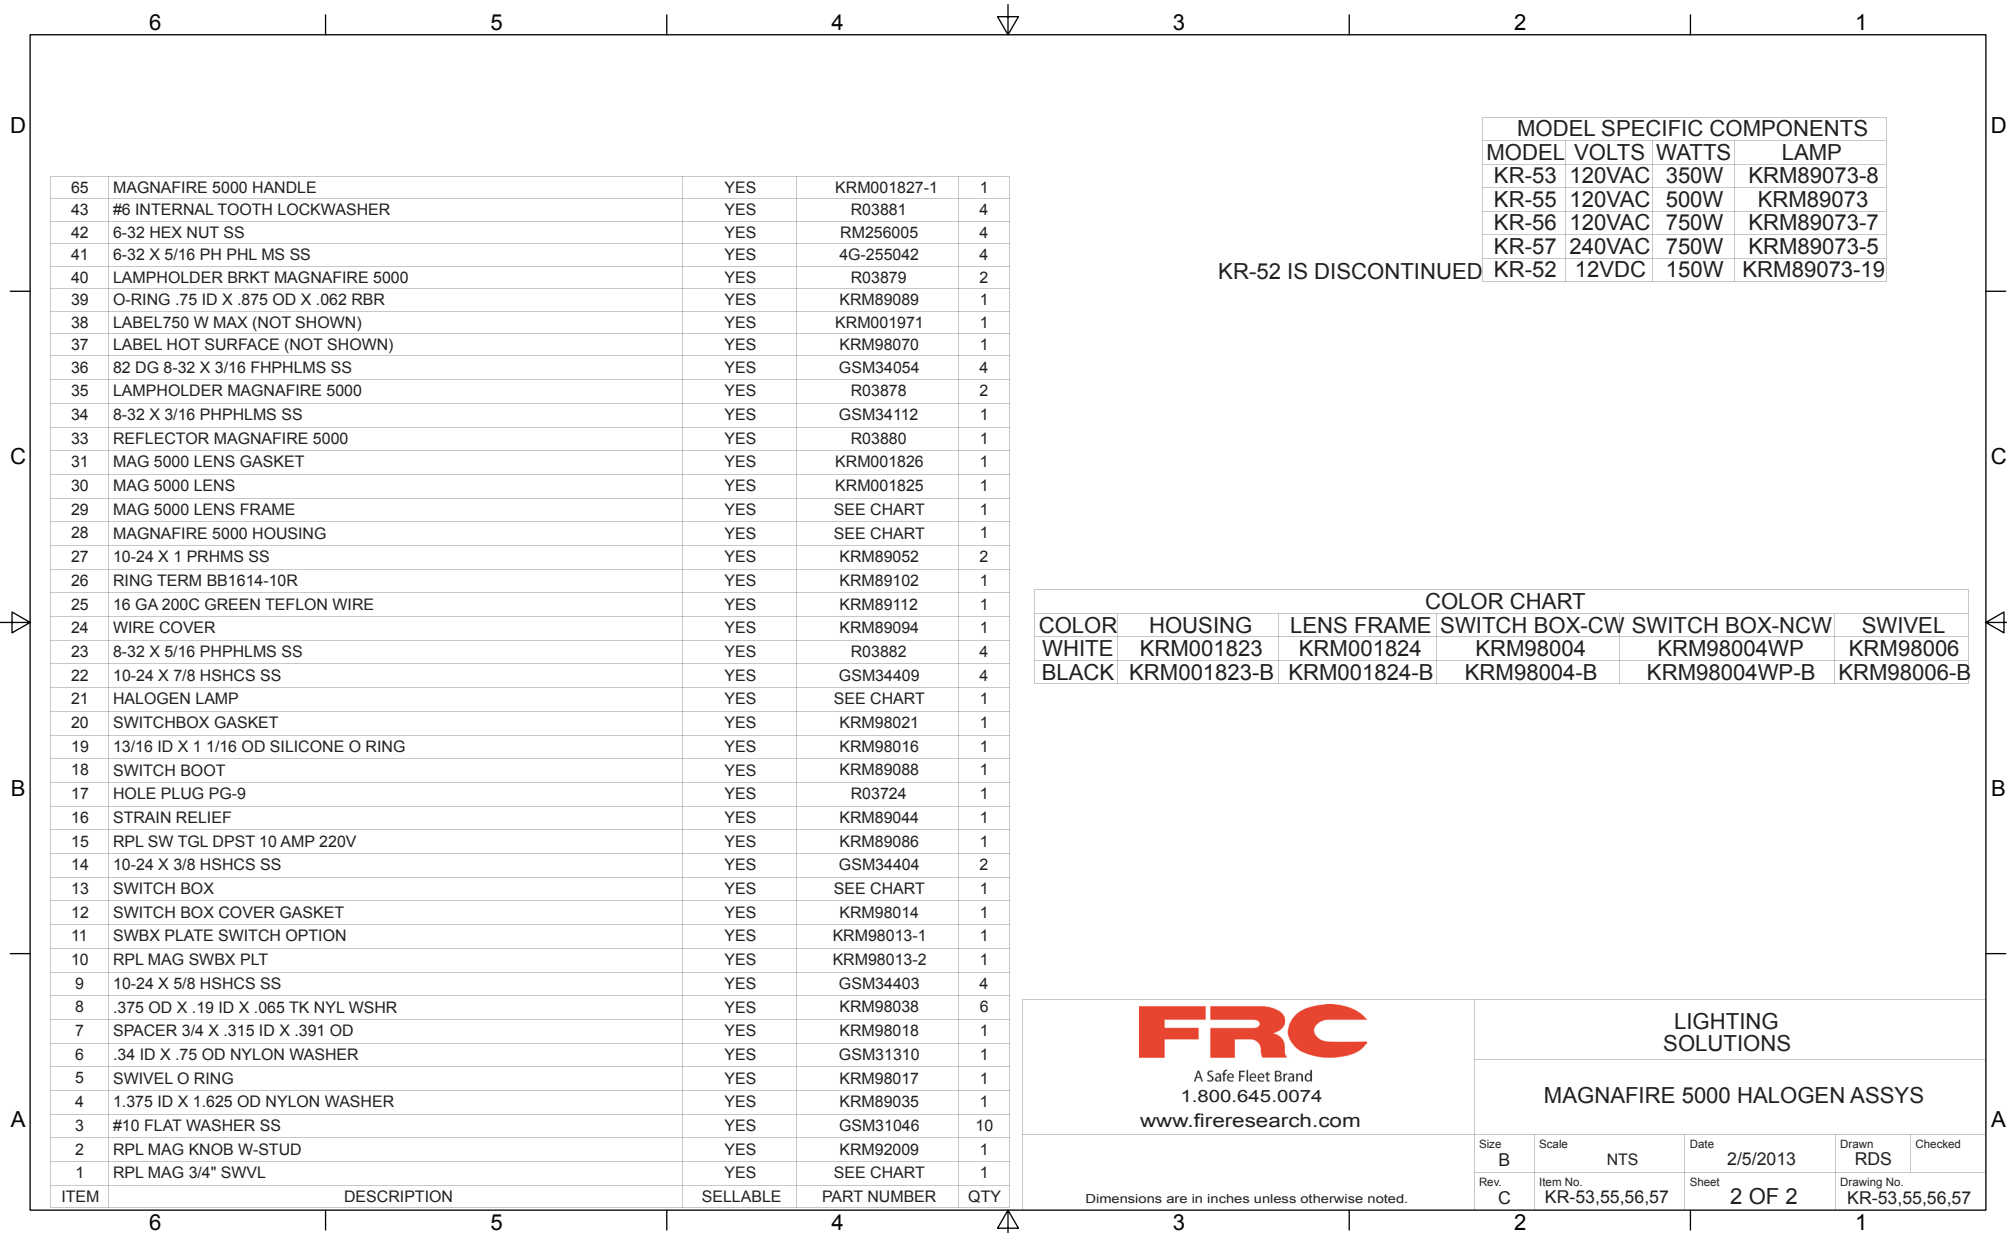 6 5 4 3 2 1
D D
MODEL SPECIFIC COMPONENTS
MODEL VOLTS WATTS LAMP
KR-53 120VAC 350W KRM89073-8
KR-55 120VAC 500W KRM89073
KR-56 120VAC 750W KRM89073-7
KR-57 240VAC 750W KRM89073-5
KR-52 IS DISCONTINUED KR-52 12VDC 150W KRM89073-19
65 MAGNAFIRE 5000 HANDLE YES KRM001827-1 1
43 #6 INTERNAL TOOTH LOCKWASHER YES R03881 4
42 6-32 HEX NUT SS YES RM256005 4
41 6-32 X 5/16 PH PHL MS SS YES 4G-255042 4
40 LAMPHOLDER BRKT MAGNAFIRE 5000 YES R03879 2
39 O-RING .75 ID X .875 OD X .062 RBR YES KRM89089 1
38 LABEL750 W MAX (NOT SHOWN) YES KRM001971 1
37 LABEL HOT SURFACE (NOT SHOWN) YES KRM98070 1
36 82 DG 8-32 X 3/16 FHPHLMS SS YES GSM34054 4
35 LAMPHOLDER MAGNAFIRE 5000 YES R03878 2
34 8-32 X 3/16 PHPHLMS SS YES GSM34112 1
33 REFLECTOR MAGNAFIRE 5000 YES R03880 1
C C
31 MAG 5000 LENS GASKET YES KRM001826 1
30 MAG 5000 LENS YES KRM001825 1
29 MAG 5000 LENS FRAME YES SEE CHART 1
28 MAGNAFIRE 5000 HOUSING YES SEE CHART 1
27 10-24 X 1 PRHMS SS YES KRM89052 2
26 RING TERM BB1614-10R YES KRM89102 1
25 16 GA 200C GREEN TEFLON WIRE YES KRM89112 1
24 WIRE COVER YES KRM89094 1
23 8-32 X 5/16 PHPHLMS SS YES R03882 4
22 10-24 X 7/8 HSHCS SS YES GSM34409 4
21 HALOGEN LAMP YES SEE CHART 1
20 SWITCHBOX GASKET YES KRM98021 1
19 13/16 ID X 1 1/16 OD SILICONE O RING YES KRM98016 1
18 SWITCH BOOT YES KRM89088 1
B B
17 HOLE PLUG PG-9 YES R03724 1
16 STRAIN RELIEF YES KRM89044 1
15 RPL SW TGL DPST 10 AMP 220V YES KRM89086 1
14 10-24 X 3/8 HSHCS SS YES GSM34404 2
13 SWITCH BOX YES SEE CHART 1
12 SWITCH BOX COVER GASKET YES KRM98014 1
11 SWBX PLATE SWITCH OPTION YES KRM98013-1 1
10 RPL MAG SWBX PLT YES KRM98013-2 1
9 10-24 X 5/8 HSHCS SS YES GSM34403 4
8 .375 OD X .19 ID X .065 TK NYL WSHR YES KRM98038 6
7 SPACER 3/4 X .315 ID X .391 OD YES KRM98018 1
6 .34 ID X .75 OD NYLON WASHER YES GSM31310 1
5 SWIVEL O RING YES KRM98017 1
4 1.375 ID X 1.625 OD NYLON WASHER YES KRM89035 1
A A
3 #10 FLAT WASHER SS YES GSM31046 10
2 RPL MAG KNOB W-STUD YES KRM92009 1
1 RPL MAG 3/4" SWVL YES SEE CHART 1
ITEM DESCRIPTION SELLABLE PART NUMBER QTY
COLOR CHART
COLOR HOUSING LENS FRAME SWITCH BOX-CW SWITCH BOX-NCW SWIVEL
WHITE KRM001823 KRM001824 KRM98004 KRM98004WP KRM98006
BLACK KRM001823-B KRM001824-B KRM98004-B KRM98004WP-B KRM98006-B
FRC
A Safe Fleet Brand
1.800.645.0074
www.fireresearch.com
Dimensions are in inches unless otherwise noted.
LIGHTING
SOLUTIONS
MAGNAFIRE 5000 HALOGEN ASSYS
Size Scale Date Drawn Checked
B NTS 2/5/2013 RDS
Rev. Item No. Sheet Drawing No.
C KR-53,55,56,57 2 OF 2 KR-53,55,56,57
6 5 4 3 2 1